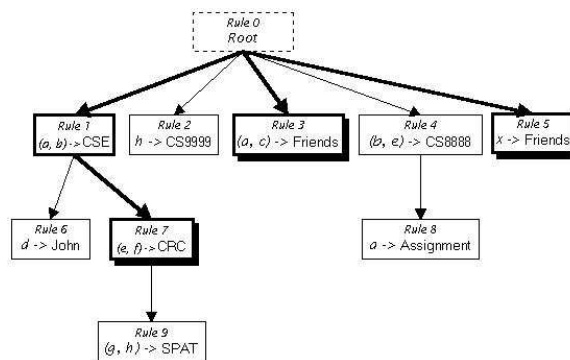 Rule 0
Root
Rule 1
(a, b) -> CSE
Rule 2
h -> CS9999
Rule 3
(a, c) -> Friends
Rule 4
(b, e) -> CS8888
Rule 5
x -> Friends
Rule 6
d -> John
Rule 7
(e, f) -> CRC
Rule 8
a -> Assignment
Rule 9
(g, h) -> SPAT